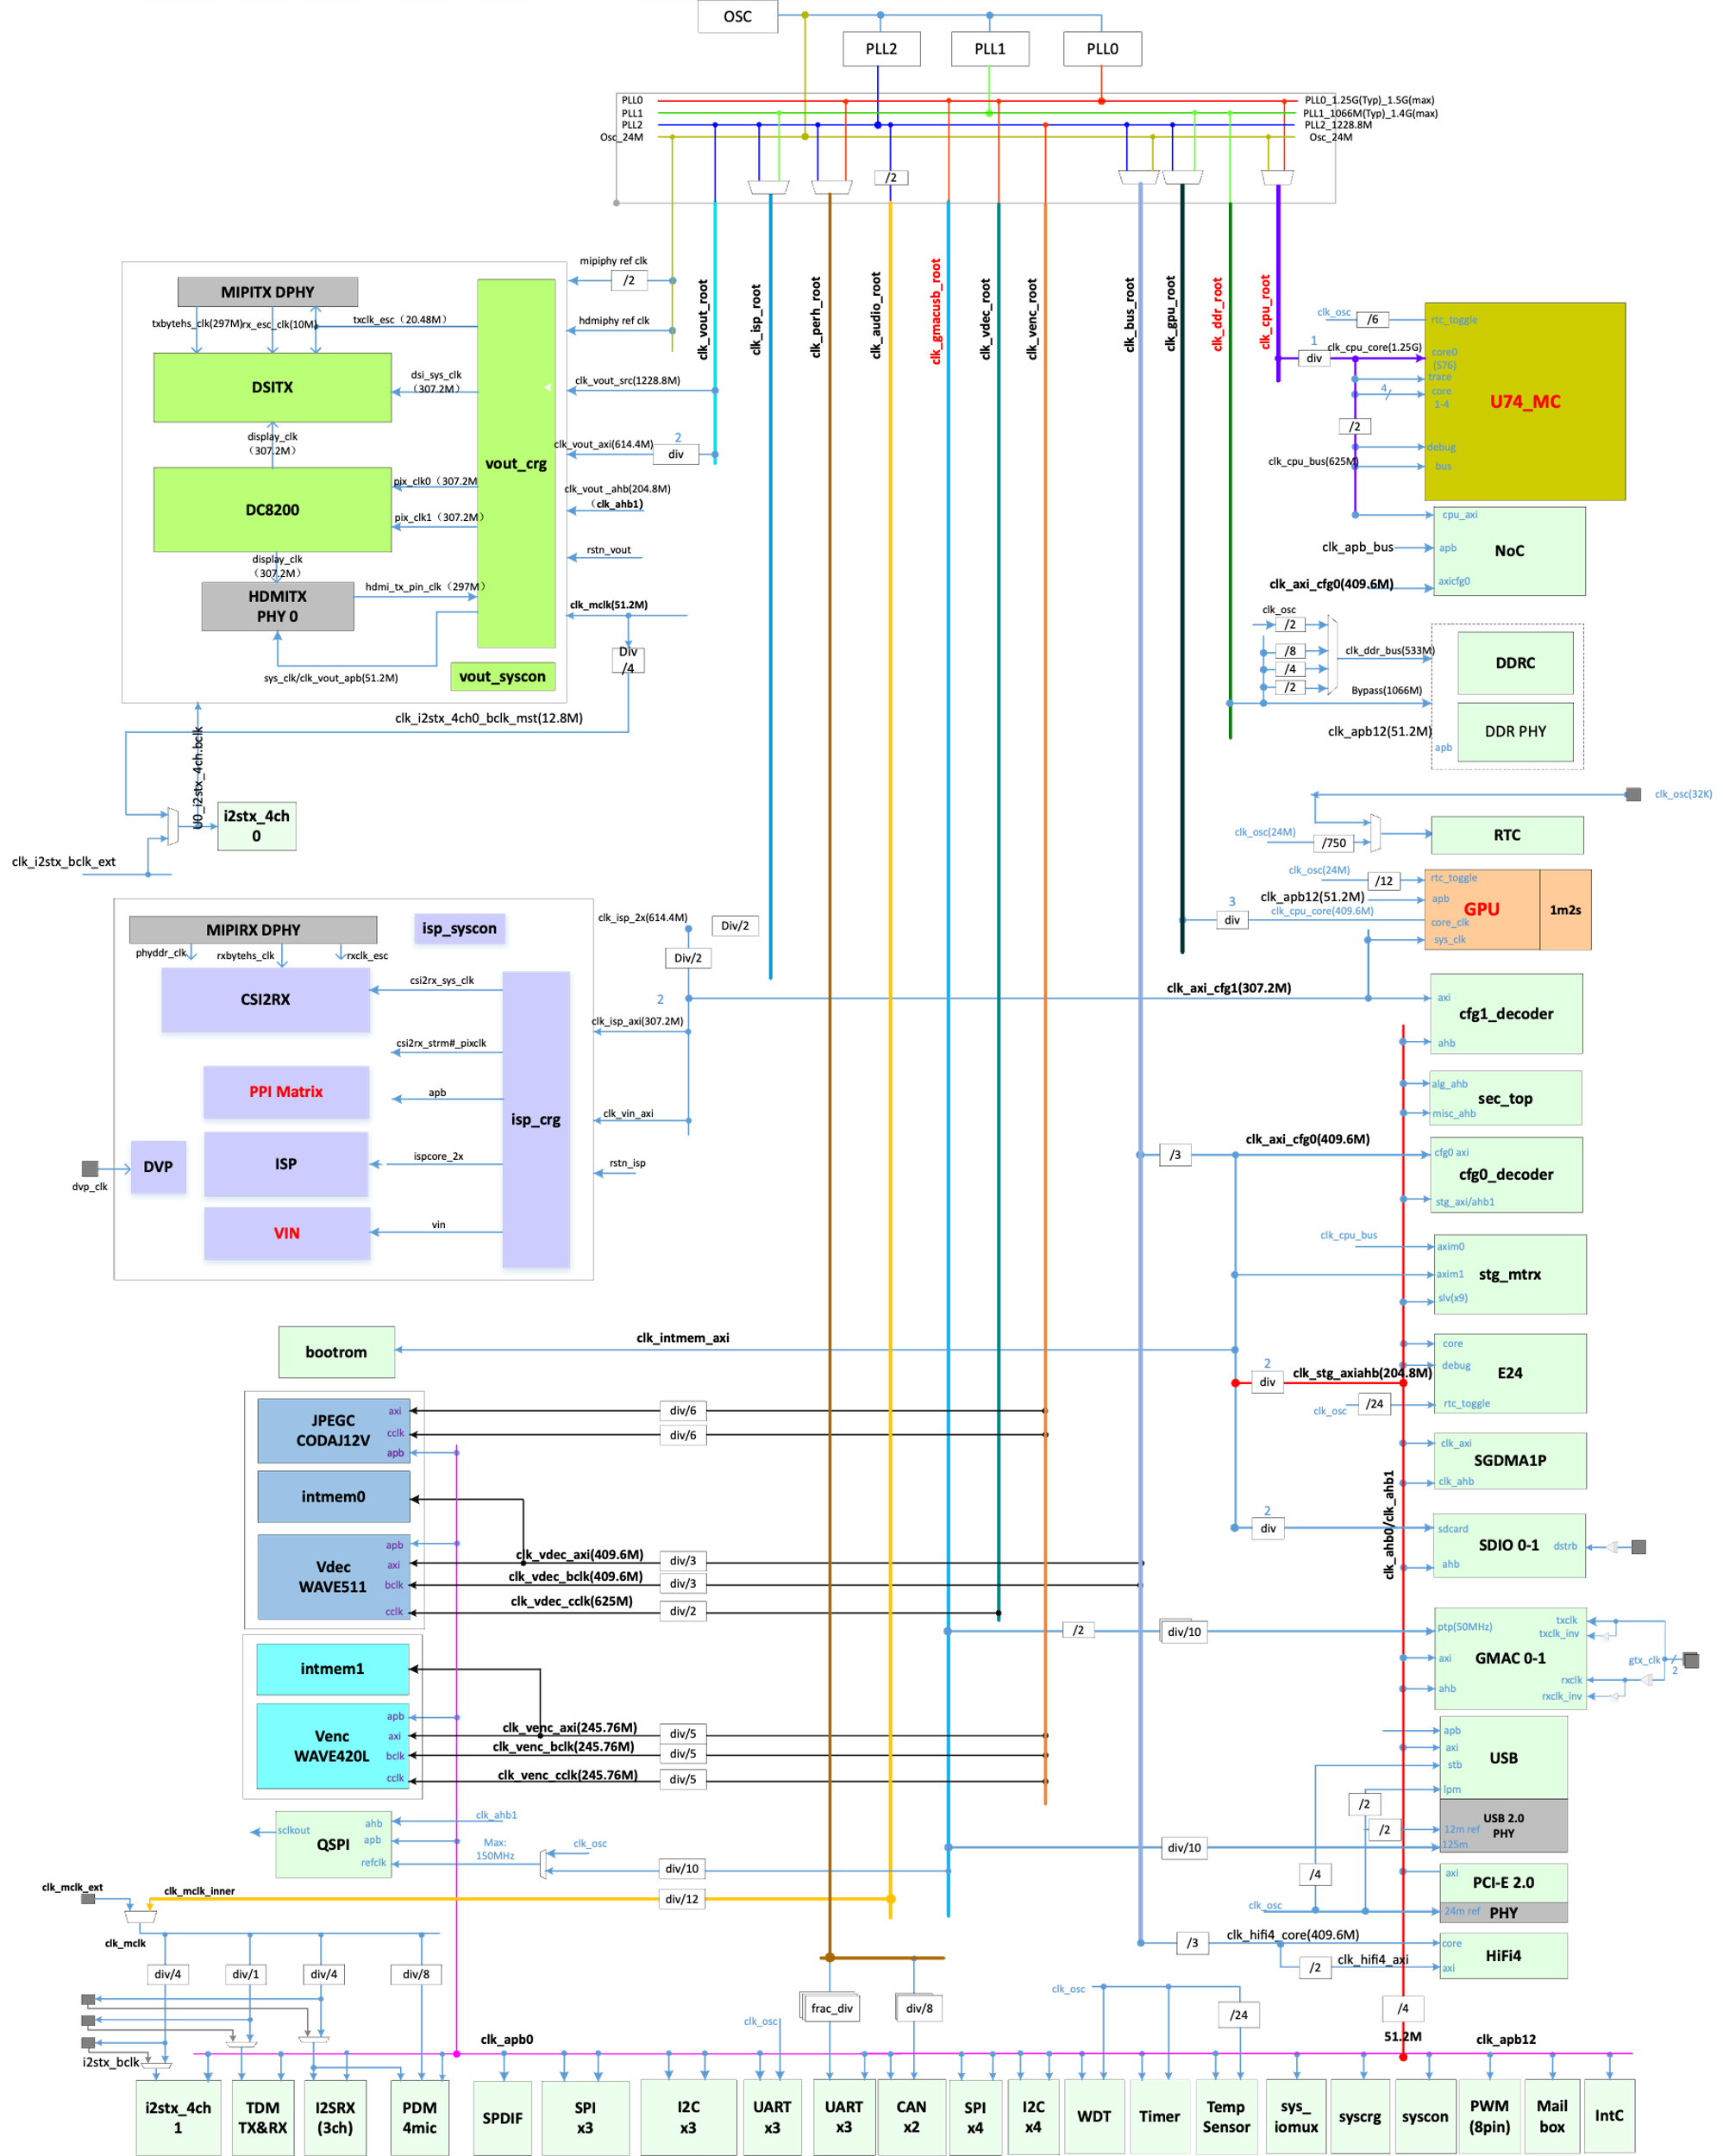 OSC
PLL2
PLL1
PLL0
PLL0
PLL1
PLL2
Osc_24M
PLL0_1.25G(Typ)_1.5G(max)
PLL1_1066M(Typ)_1.4G(max)
PLL2_1228.8M
Osc_24M
/2
clk_vout_root
clk_isp_root
clk_perh_root
clk_audio_root
clk_gmacusb_root
clk_vdec_root
clk_venc_root
clk_bus_root
clk_gpu_root
clk_ddr_root
clk_cpu_root
MIPITX DPHY
txbytehs_clk(297M)
rx_esc_clk(10M)
txclk_esc（20.48M）
DSITX
dsi_sys_clk
（307.2M）
display_clk
（307.2M）
DC8200
pix_clk0（307.2M
pix_clk1（307.2M）
display_clk
（307.2M）
HDMITX
PHY 0
hdmi_tx_pin_clk（297M）
sys_clk/clk_vout_apb(51.2M)
vout_crg
vout_syscon
mipiphy ref clk
/2
hdmiphy ref clk
clk_vout_src(1228.8M)
clk_vout_axi(614.4M)
2
div
clk_vout _ahb(204.8M)
（clk_ahb1)
rstn_vout
clk_mclk(51.2M)
Div
/4
clk_i2stx_4ch0_bclk_mst(12.8M)
U0_i2stx_4ch.bclk
i2stx_4ch
0
clk_i2stx_bclk_ext
clk_osc
/6
rtc_toggle
1
div
clk_cpu_core(1.25G)
core0
(S76)
trace
4
core
1-4
/2
debug
clk_cpu_bus(625M)
bus
U74_MC
cpu_axi
clk_apb_bus
apb
NoC
clk_axi_cfg0(409.6M)
axicfg0
clk_osc
/2
/8
/4
/2
clk_ddr_bus(533M)
Bypass(1066M)
clk_apb12(51.2M)
apb
DDRC
DDR PHY
clk_osc(32K)
clk_osc(24M)
/750
RTC
clk_osc(24M)
/12
rtc_toggle
clk_apb12(51.2M)
apb
3
div
clk_cpu_core(409.6M)
core_clk
sys_clk
GPU
1m2s
MIPIRX DPHY
isp_syscon
phyddr_clk
rxbytehs_clk
rxclk_esc
CSI2RX
csi2rx_sys_clk
csi2rx_strm#_pixclk
PPI Matrix
apb
DVP
dvp_clk
ISP
ispcore_2x
VIN
vin
isp_crg
clk_isp_2x(614.4M)
Div/2
Div/2
2
clk_isp_axi(307.2M)
clk_vin_axi
rstn_isp
clk_axi_cfg1(307.2M)
axi
cfg1_decoder
ahb
alg_ahb
sec_top
misc_ahb
/3
clk_axi_cfg0(409.6M)
cfg0 axi
cfg0_decoder
stg_axi/ahb1
clk_cpu_bus
axim0
axim1
stg_mtrx
slv(x9)
bootrom
clk_intmem_axi
2
div
clk_stg_axiahb(204.8M)
core
debug
E24
clk_osc
/24
rtc_toggle
clk_axi
SGDMA1P
clk_ahb
clk_ahb0/clk_ahb1
2
div
sdcard
SDIO 0-1
dstrb
ahb
JPEGC
CODAJ12V
axi
cclk
apb
div/6
div/6
intmem0
Vdec
WAVE511
apb
axi
bclk
cclk
clk_vdec_axi(409.6M)
div/3
clk_vdec_bclk(409.6M)
div/3
clk_vdec_cclk(625M)
div/2
/2
div/10
ptp(50MHz)
axi
ahb
GMAC 0-1
txclk
txclk_inv
gtx_clk
2
rxclk
rxclk_inv
intmem1
Venc
WAVE420L
apb
axi
bclk
cclk
clk_venc_axi(245.76M)
div/5
clk_venc_bclk(245.76M)
div/5
clk_venc_cclk(245.76M)
div/5
apb
axi
stb
lpm
USB
/2
/2
12m ref
125m
USB 2.0
PHY
div/10
/4
axi
PCI-E 2.0
clk_osc
24m ref
PHY
sclkout
QSPI
ahb
apb
refclk
clk_ahb1
Max:
150MHz
clk_osc
div/10
clk_mclk_ext
clk_mclk_inner
div/12
clk_mclk
/3
clk_hifi4_core(409.6M)
/2
clk_hifi4_axi
core
axi
HiFi4
div/4
div/1
div/4
div/8
frac_div
div/8
clk_osc
clk_osc
/24
/4
51.2M
i2stx_bclk
clk_apb0
clk_apb12
i2stx_4ch
1
TDM
TX&RX
I2SRX
(3ch)
PDM
4mic
SPDIF
SPI
x3
I2C
x3
UART
x3
UART
x3
CAN
x2
SPI
x4
I2C
x4
WDT
Timer
Temp
Sensor
sys_
iomux
syscrg
syscon
PWM
(8pin)
Mail
box
IntC